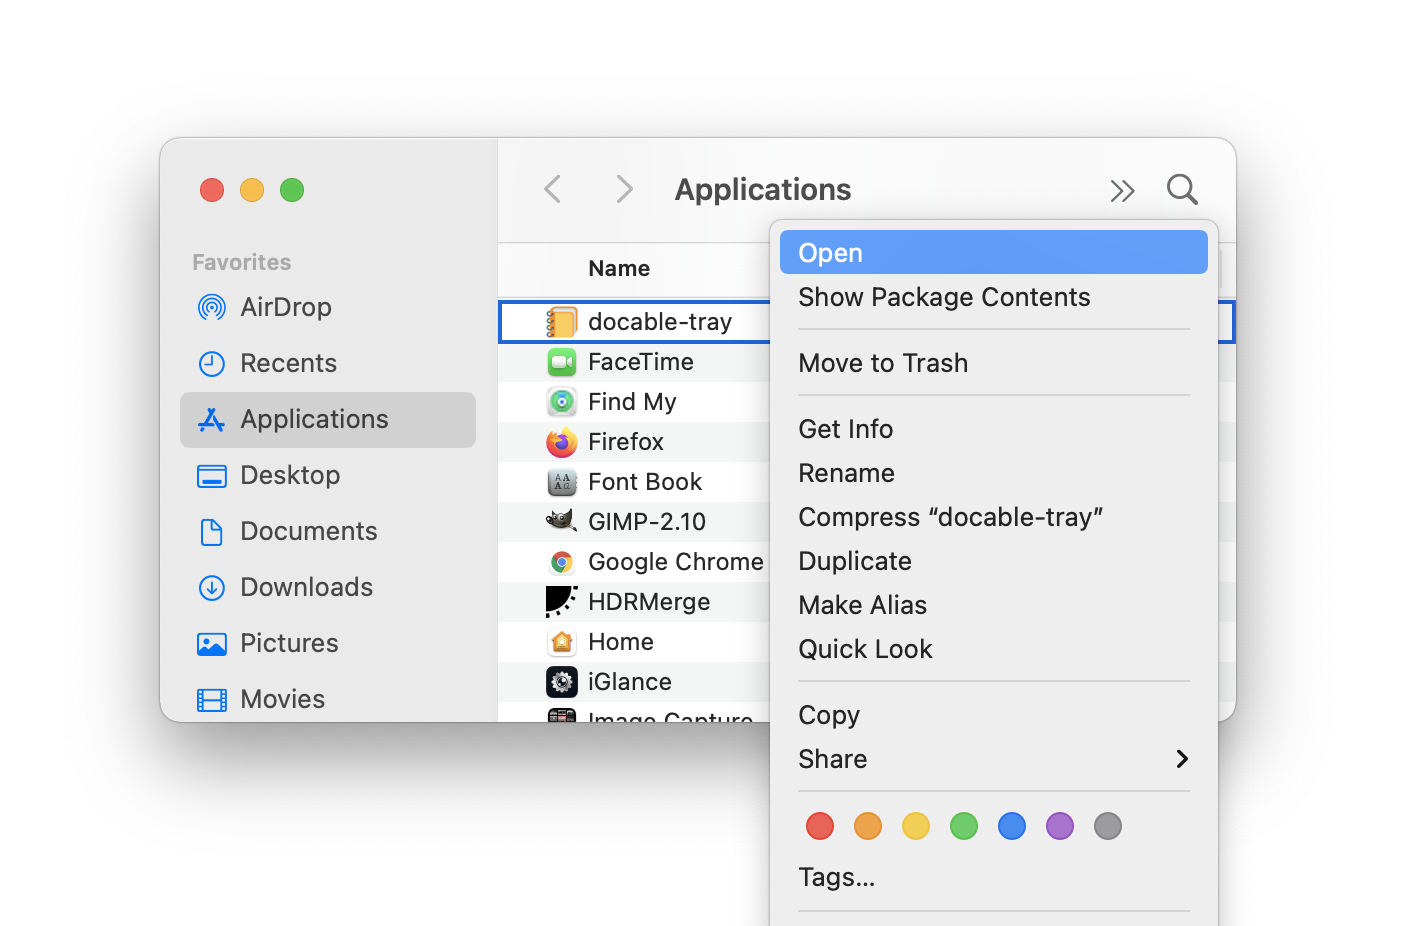 Applications
Favorites
AirDrop
Recents
Applications
Desktop
Documents
Downloads
Pictures
Movies
Name
docable-tray
FaceTime
Find My
Firefox
Font Book
GIMP-2.10
Google Chrome
HDRMerge
Home
iGlance
Image Capture
Open
Show Package Contents
Move to Trash
Get Info
Rename
Compress “docable-tray”
Duplicate
Make Alias
Quick Look
Copy
Share
Tags...